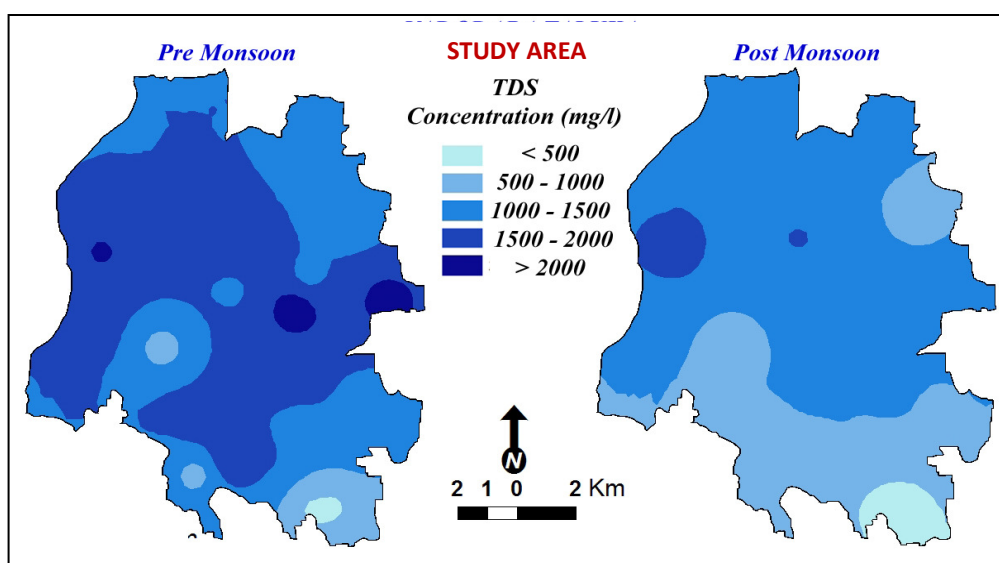 Pre Monsoon
STUDY AREA
Post Monsoon
TDS
Concentration (mg/l)
< 500
500 - 1000
1000 - 1500
1500 - 2000
> 2000
N
2 1 0 2 Km